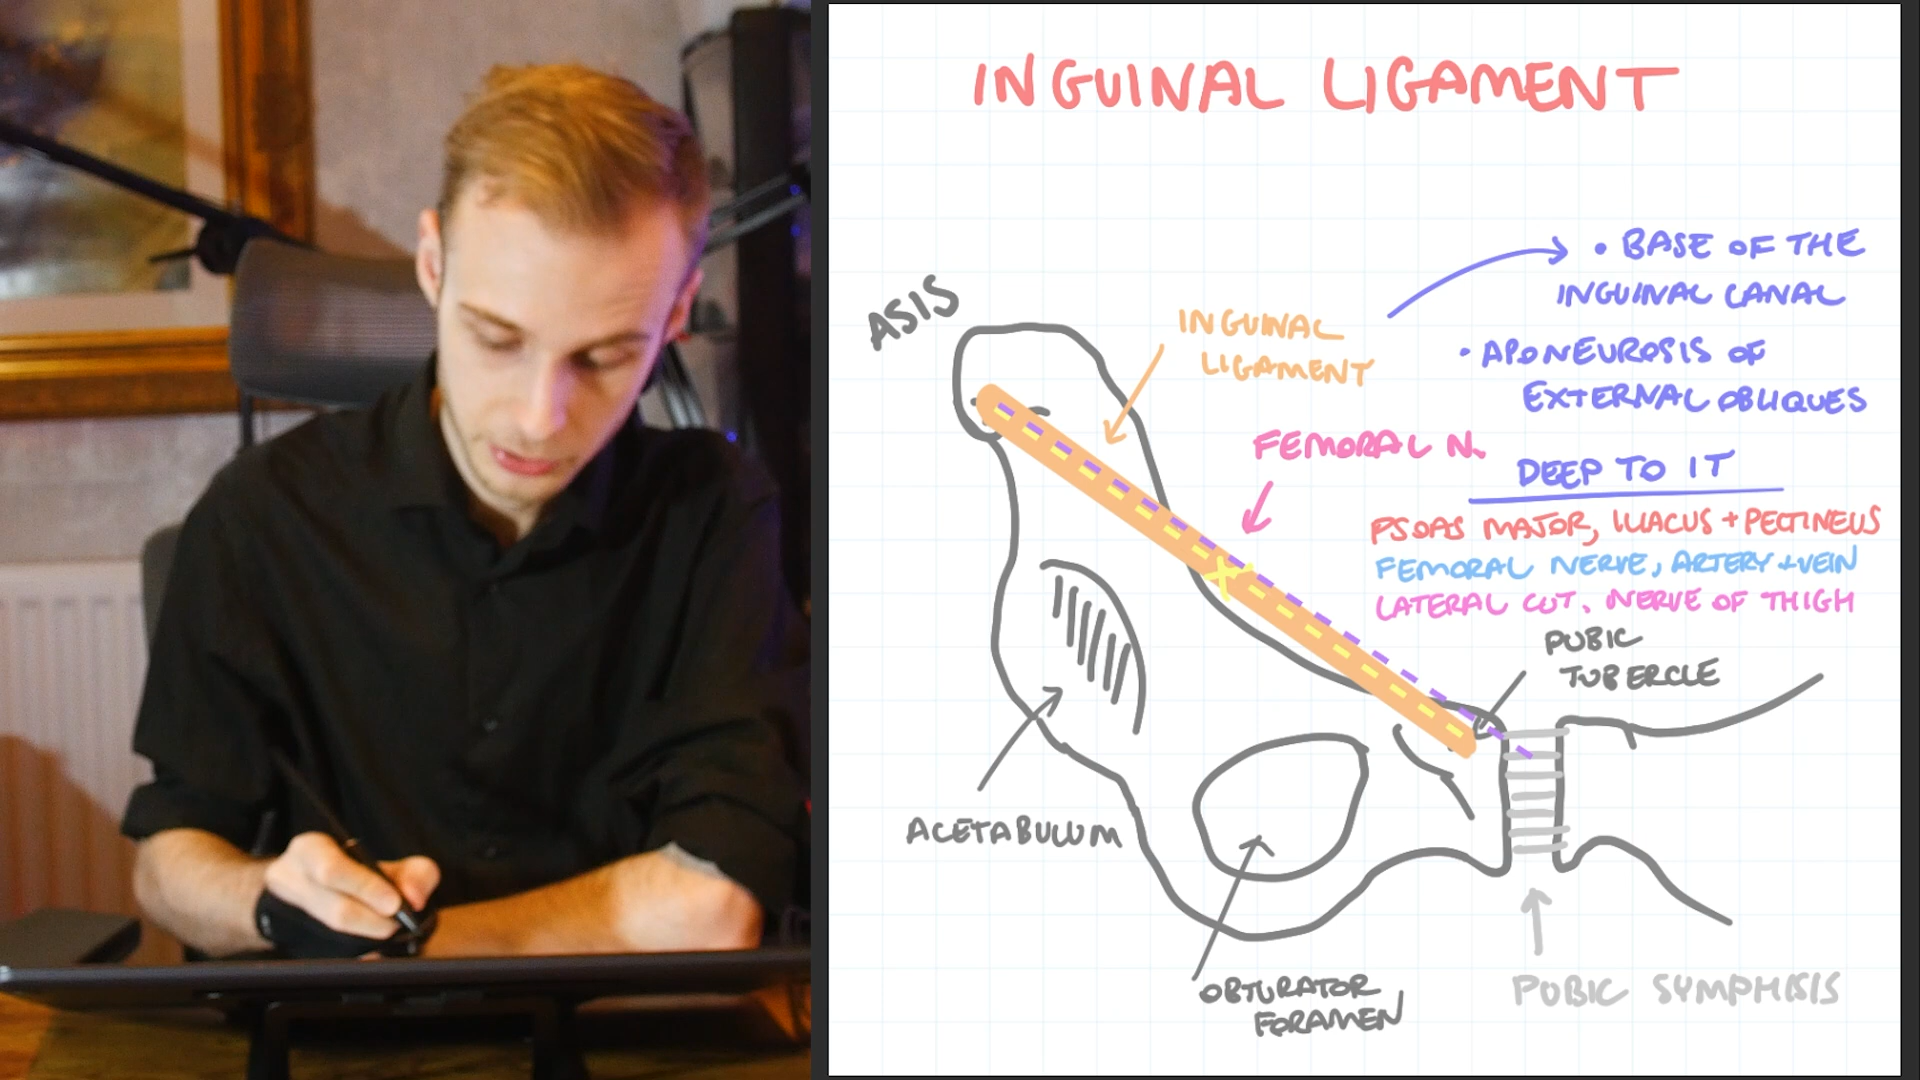 INGUINAL LIGAMENT
• BASE OF THE
INGUINAL CANAL
• APONEUROSIS OF
EXTERNAL OBLIQUES
ASIS
INGUINAL
LIGAMENT
FEMORAL N.
DEEP TO IT
PSOAS MAJOR, ILIACUS + PECTINEUS
FEMORAL NERVE, ARTERY + VEIN
LATERAL CUT. NERVE OF THIGH
PUBIC
TUBERCLE
ACETABULUM
OBTURATOR
FORAMEN
PUBIC SYMPHISIS